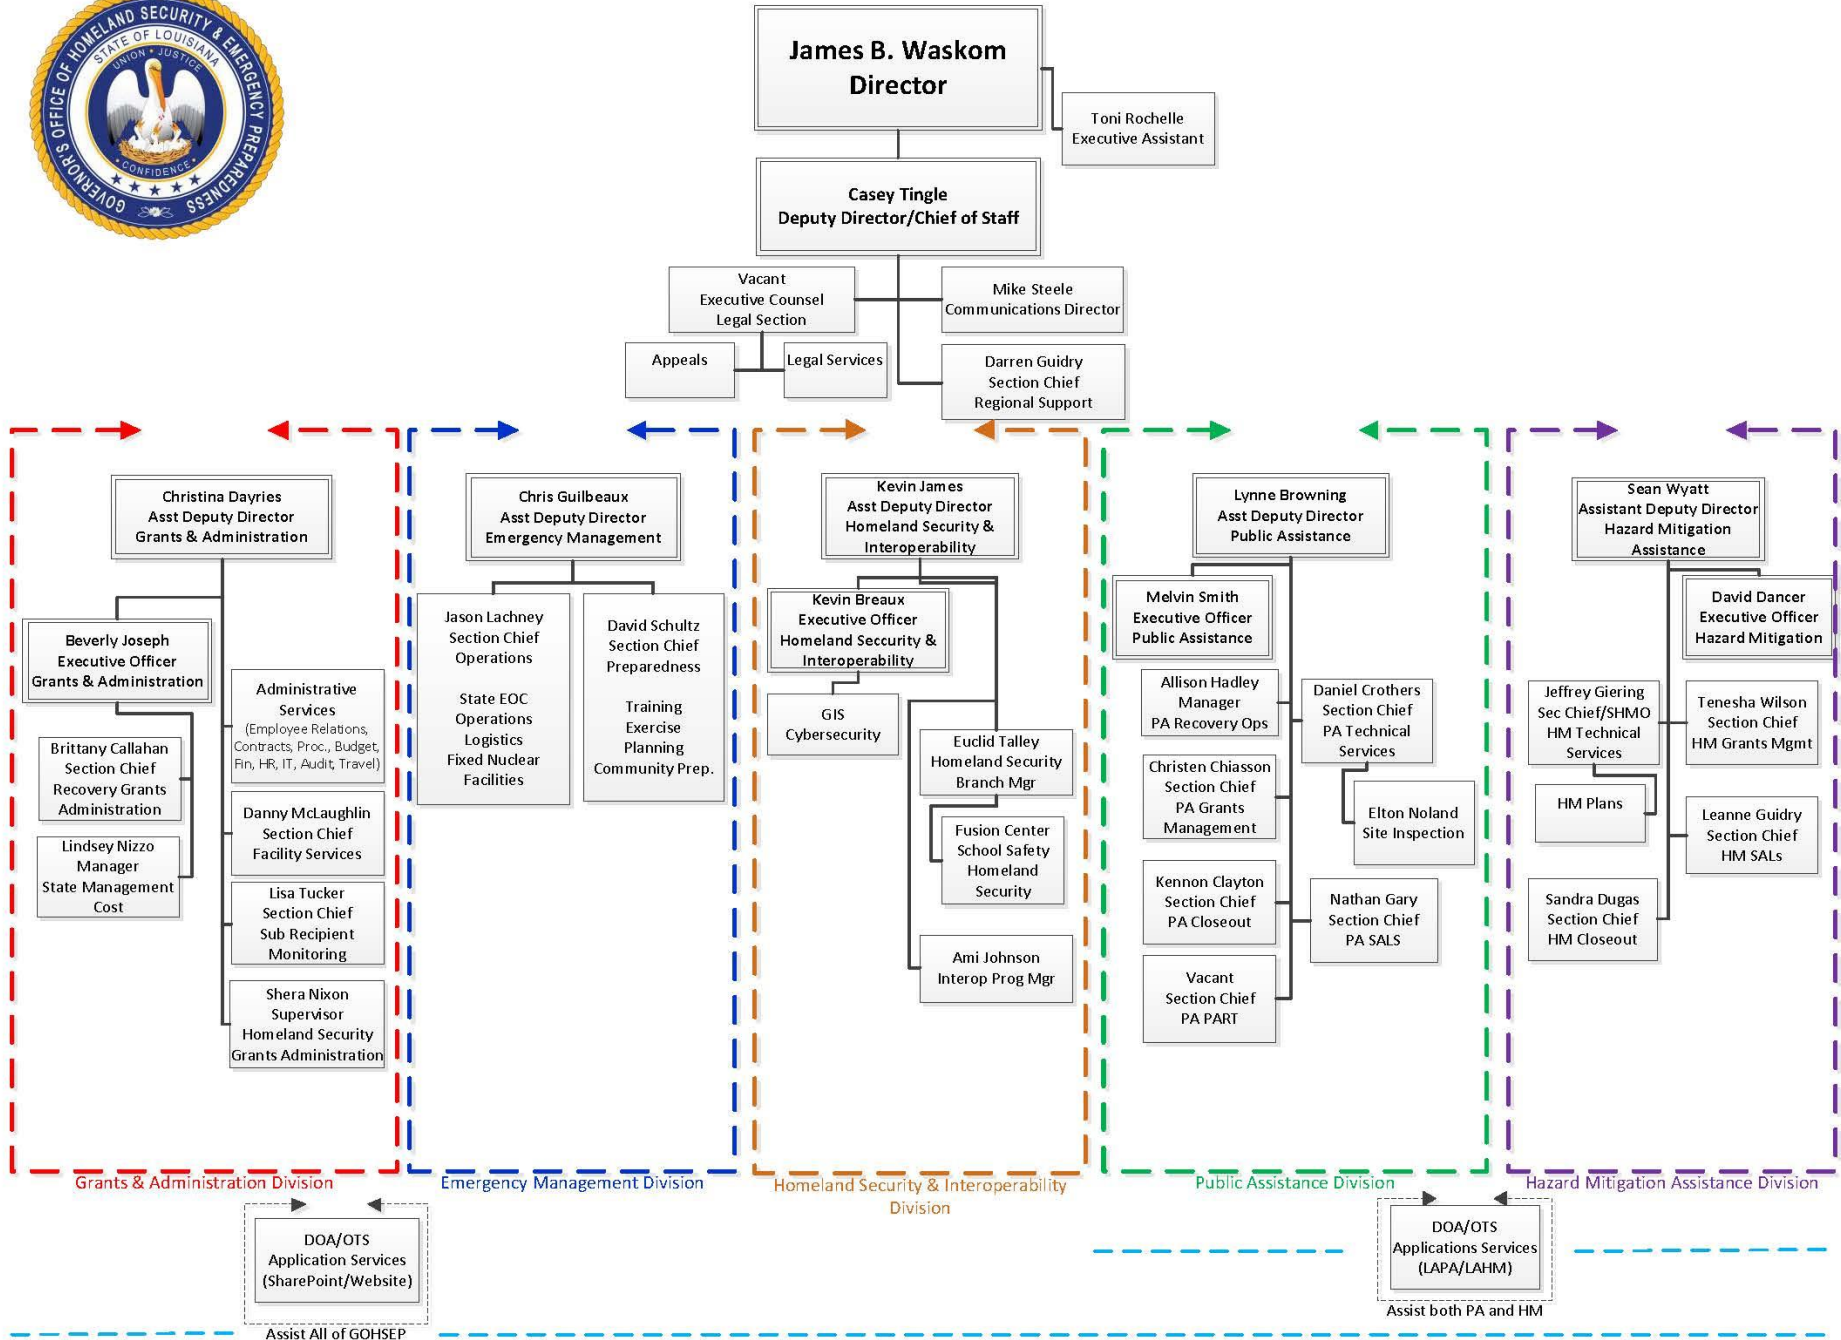 GOVERNOR'S OFFICE OF HOMELAND SECURITY & EMERGENCY PREPAREDNESS
STATE OF LOUISIANA
UNION · JUSTICE
· CONFIDENCE ·
James B. Waskom
Director
Toni Rochelle
Executive Assistant
Casey Tingle
Deputy Director/Chief of Staff
Vacant
Executive Counsel
Legal Section
Mike Steele
Communications Director
Appeals
Legal Services
Darren Guidry
Section Chief
Regional Support
Christina Dayries
Asst Deputy Director
Grants & Administration
Beverly Joseph
Executive Officer
Grants & Administration
Administrative
Services
(Employee Relations,
Contracts, Proc., Budget,
Fin, HR, IT, Audit, Travel)
Brittany Callahan
Section Chief
Recovery Grants
Administration
Danny McLaughlin
Section Chief
Facility Services
Lindsey Nizzo
Manager
State Management
Cost
Lisa Tucker
Section Chief
Sub Recipient
Monitoring
Shera Nixon
Supervisor
Homeland Security
Grants Administration
Grants & Administration Division
Chris Guilbeaux
Asst Deputy Director
Emergency Management
Jason Lachney
Section Chief
Operations
State EOC
Operations
Logistics
Fixed Nuclear
Facilities
David Schultz
Section Chief
Preparedness
Training
Exercise
Planning
Community Prep.
Emergency Management Division
Kevin James
Asst Deputy Director
Homeland Security &
Interoperability
Kevin Breaux
Executive Officer
Homeland Seccurity &
Interoperability
GIS
Cybersecurity
Euclid Talley
Homeland Security
Branch Mgr
Fusion Center
School Safety
Homeland
Security
Ami Johnson
Interop Prog Mgr
Homeland Security & Interoperability
Division
Lynne Browning
Asst Deputy Director
Public Assistance
Melvin Smith
Executive Officer
Public Assistance
Allison Hadley
Manager
PA Recovery Ops
Daniel Crothers
Section Chief
PA Technical
Services
Christen Chiasson
Section Chief
PA Grants
Management
Elton Noland
Site Inspection
Kennon Clayton
Section Chief
PA Closeout
Nathan Gary
Section Chief
PA SALS
Vacant
Section Chief
PA PART
Public Assistance Division
Sean Wyatt
Assistant Deputy Director
Hazard Mitigation
Assistance
David Dancer
Executive Officer
Hazard Mitigation
Jeffrey Giering
Sec Chief/SHMO
HM Technical
Services
Tenesha Wilson
Section Chief
HM Grants Mgmt
HM Plans
Leanne Guidry
Section Chief
HM SALs
Sandra Dugas
Section Chief
HM Closeout
Hazard Mitigation Assistance Division
DOA/OTS
Application Services
(SharePoint/Website)
Assist All of GOHSEP
DOA/OTS
Applications Services
(LAPA/LAHM)
Assist both PA and HM